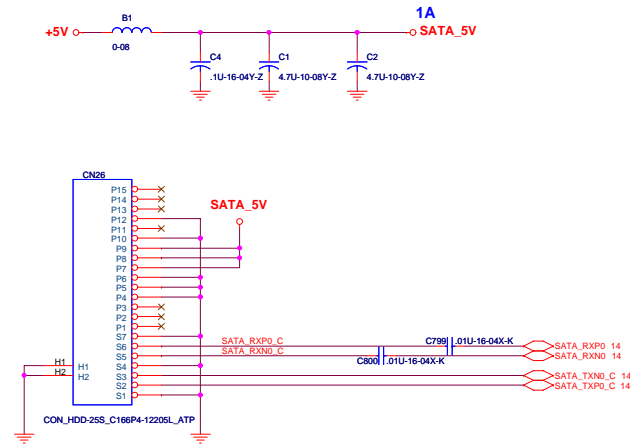 1A
B1
+5V
SATA_5V
0-08
C4
C1
C2
.1U-16-04Y-Z
4.7U-10-08Y-Z
4.7U-10-08Y-Z
CN26
P15
P14
P13
SATA_5V
P12
P11
P10
P9
P8
P7
P6
P5
P4
P3
P2
P1
S7
S6
SATA_RXP0_C
C799
.01U-16-04X-K
SATA_RXP0 14
S5
SATA_RXN0_C
SATA_RXN0 14
C800
.01U-16-04X-K
H1
H1
S4
H2
H2
S3
SATA_TXN0_C 14
S2
SATA_TXP0_C 14
S1
CON_HDD-25S_C166P4-12205L_ATP